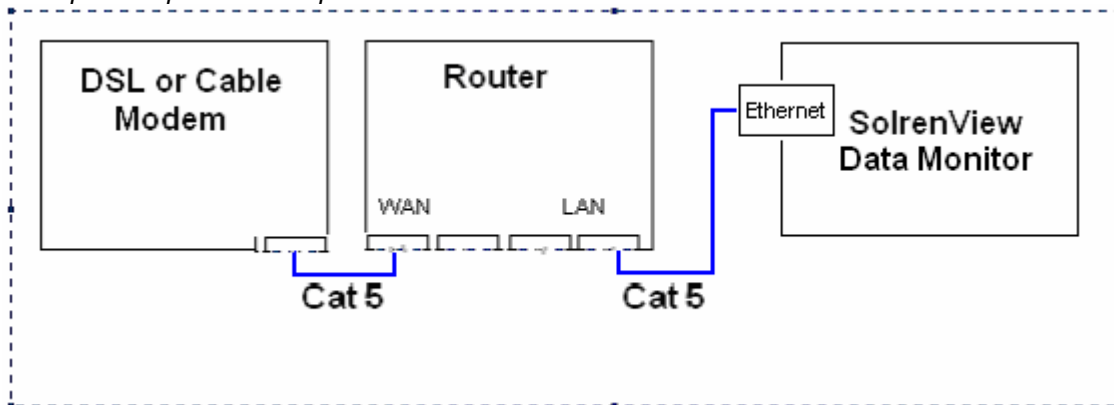 DSL or Cable
Modem
Router
Ethernet
SolrenView
Data Monitor
WAN
LAN
Cat 5
Cat 5